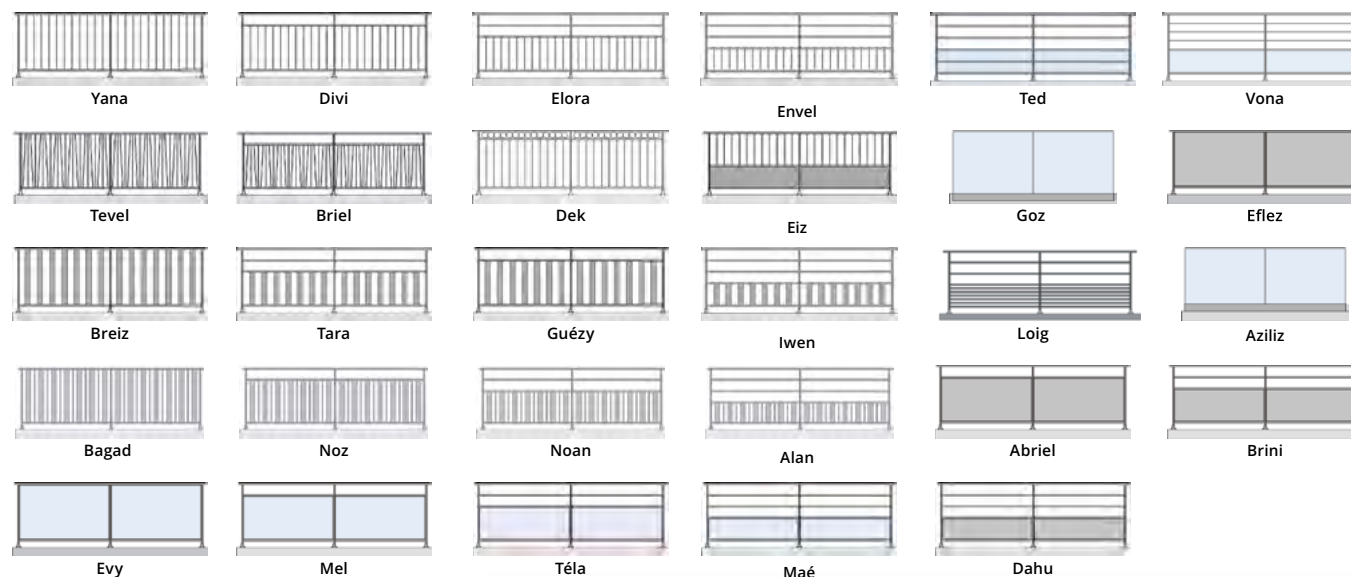 Yana
Divi
Elora
Envel
Ted
Vona
Tevel
Briel
Dek
Eiz
Goz
Eflez
Breiz
Tara
Guézy
Iwen
Loig
Aziliz
Bagad
Noz
Noan
Alan
Abriel
Brini
Evy
Mel
Téla
Maé
Dahu